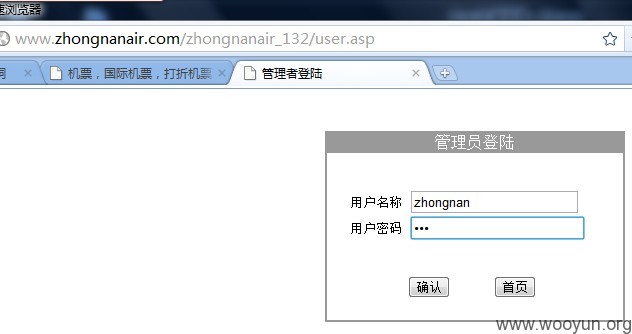 速浏览器
www.zhongnanair.com/zhongnanair_132/user.asp
机票，国际机票，打折机票
管理者登陆
管理员登陆
用户名称 zhongnan
用户密码 •••
确认 首页
www.wooyun.org